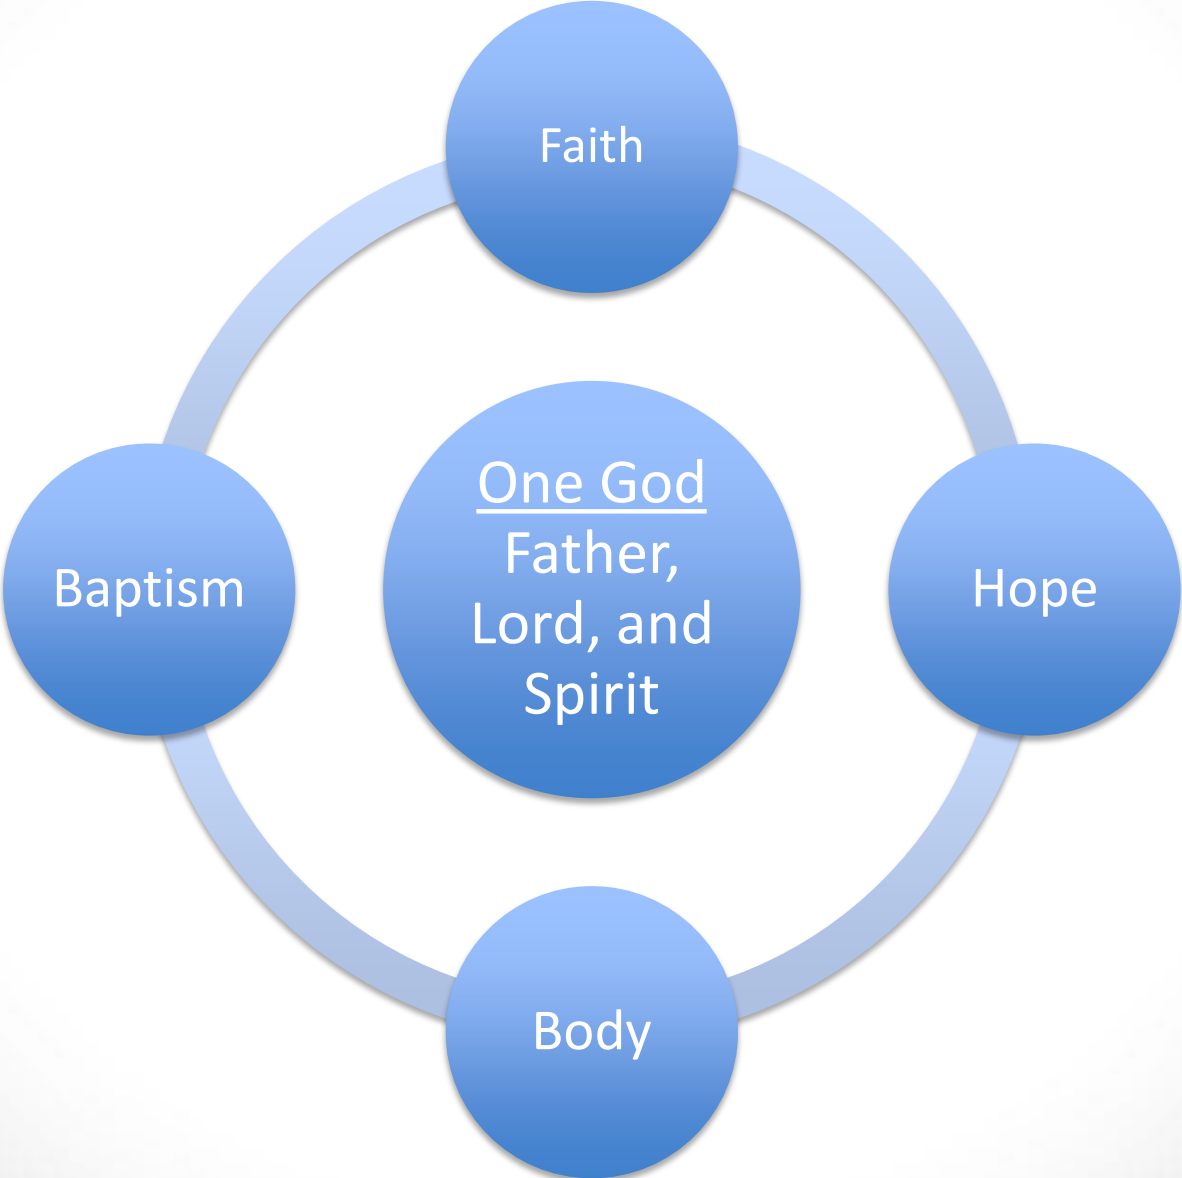 Faith
One God
Father,
Lord, and
Spirit
Baptism
Hope
Body